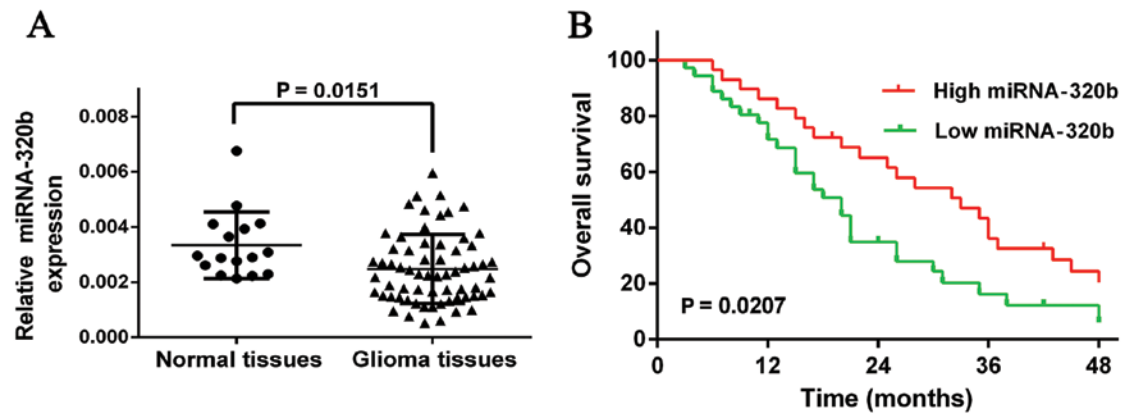 A
P = 0.0151
Relative miRNA-320b
expression
0.008
0.006
0.004
0.002
0.000
Normal tissues
Glioma tissues
B
Overall survival
100
80
60
40
20
0
High miRNA-320b
Low miRNA-320b
P = 0.0207
0
12
24
36
48
Time (months)